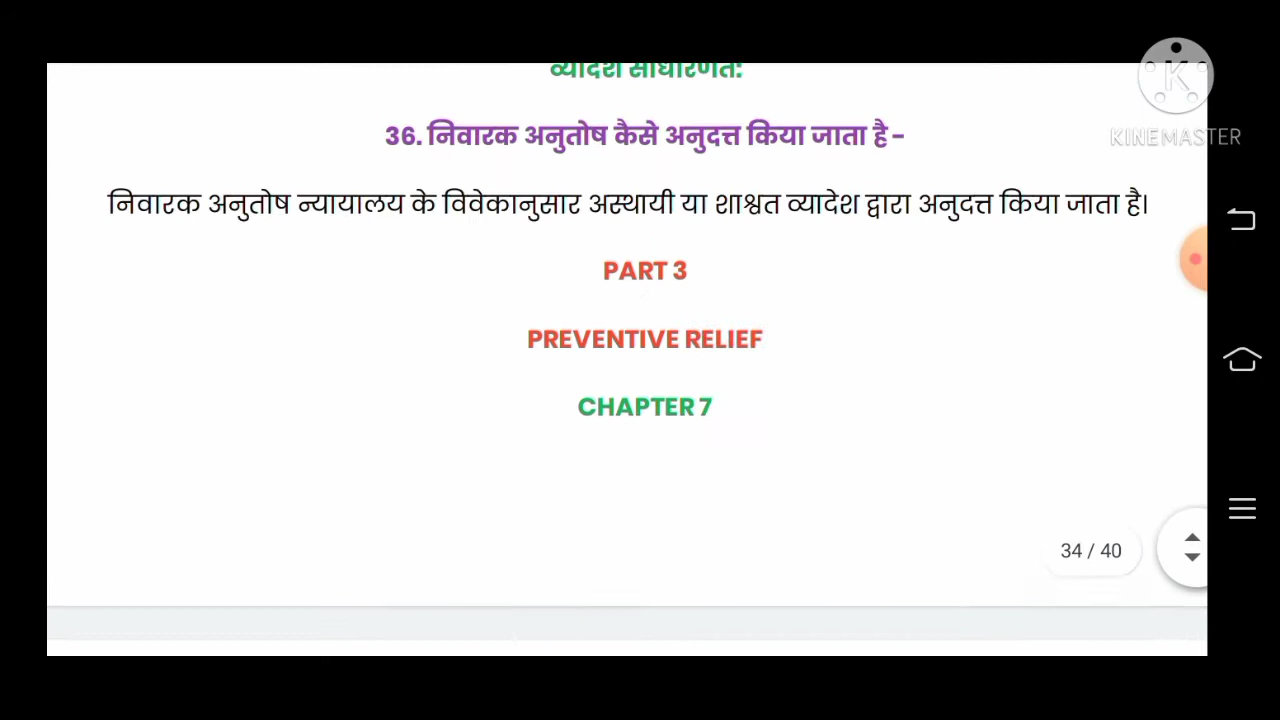 व्यादेश साधारणत:
36. निवारक अनुतोष कैसे अनुदत्त किया जाता है -
निवारक अनुतोष न्यायालय के विवेकानुसार अस्थायी या शाश्वत व्यादेश द्वारा अनुदत्त किया जाता है।
PART 3
PREVENTIVE RELIEF
CHAPTER 7
34 / 40
K
KINEMASTER